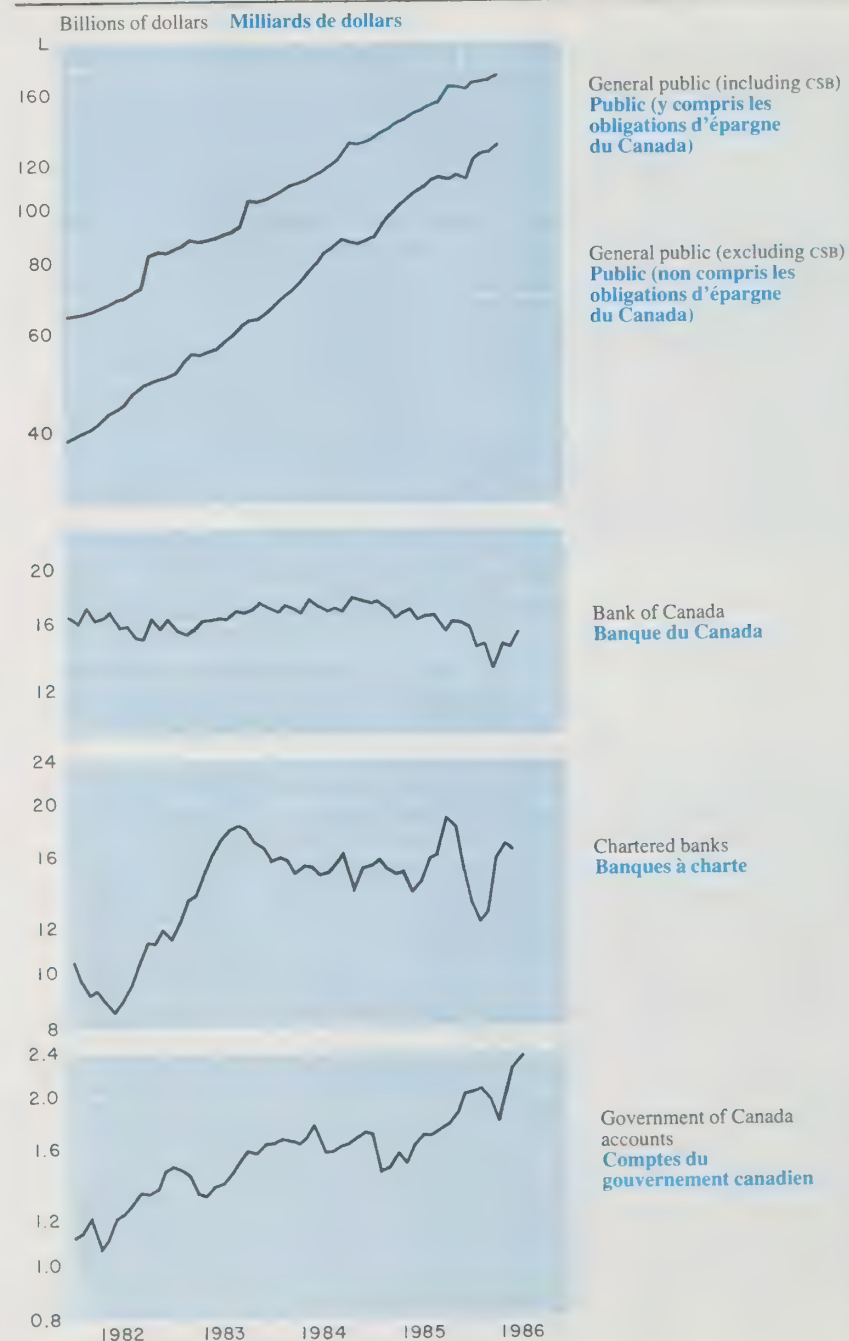 Billions of dollars Milliards de dollars
L
160
120
100
80
60
40
General public (including CSB)
Public (y compris les
obligations d'épargne
du Canada)
General public (excluding CSB)
Public (non compris les
obligations d'épargne
du Canada)
20
16
12
Bank of Canada
Banque du Canada
24
20
16
12
10
8
Chartered banks
Banques à charte
2.4
2.0
1.6
1.2
1.0
0.8
Government of Canada
accounts
Comptes du
gouvernement canadien
1982 1983 1984 1985 1986